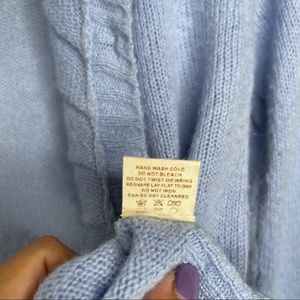 HAND WASH COLD
DO NOT BLEACH
DO NOT TWIST OR WRING
RESHAPE LAY FLAT TO DRY
DO NOT IRON
CAN BE DRY CLEANDED